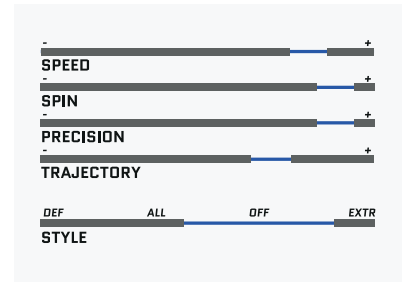 - +
SPEED
- +
SPIN
- +
PRECISION
- +
TRAJECTORY
DEF ALL OFF EXTR
STYLE